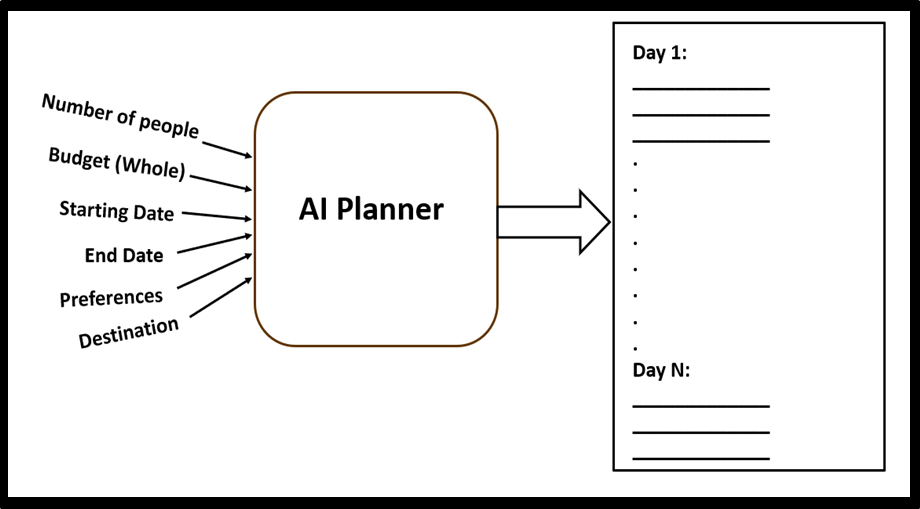 Number of people
Budget (Whole)
Starting Date
End Date
Preferences
Destination
AI Planner
Day 1:
Day N: